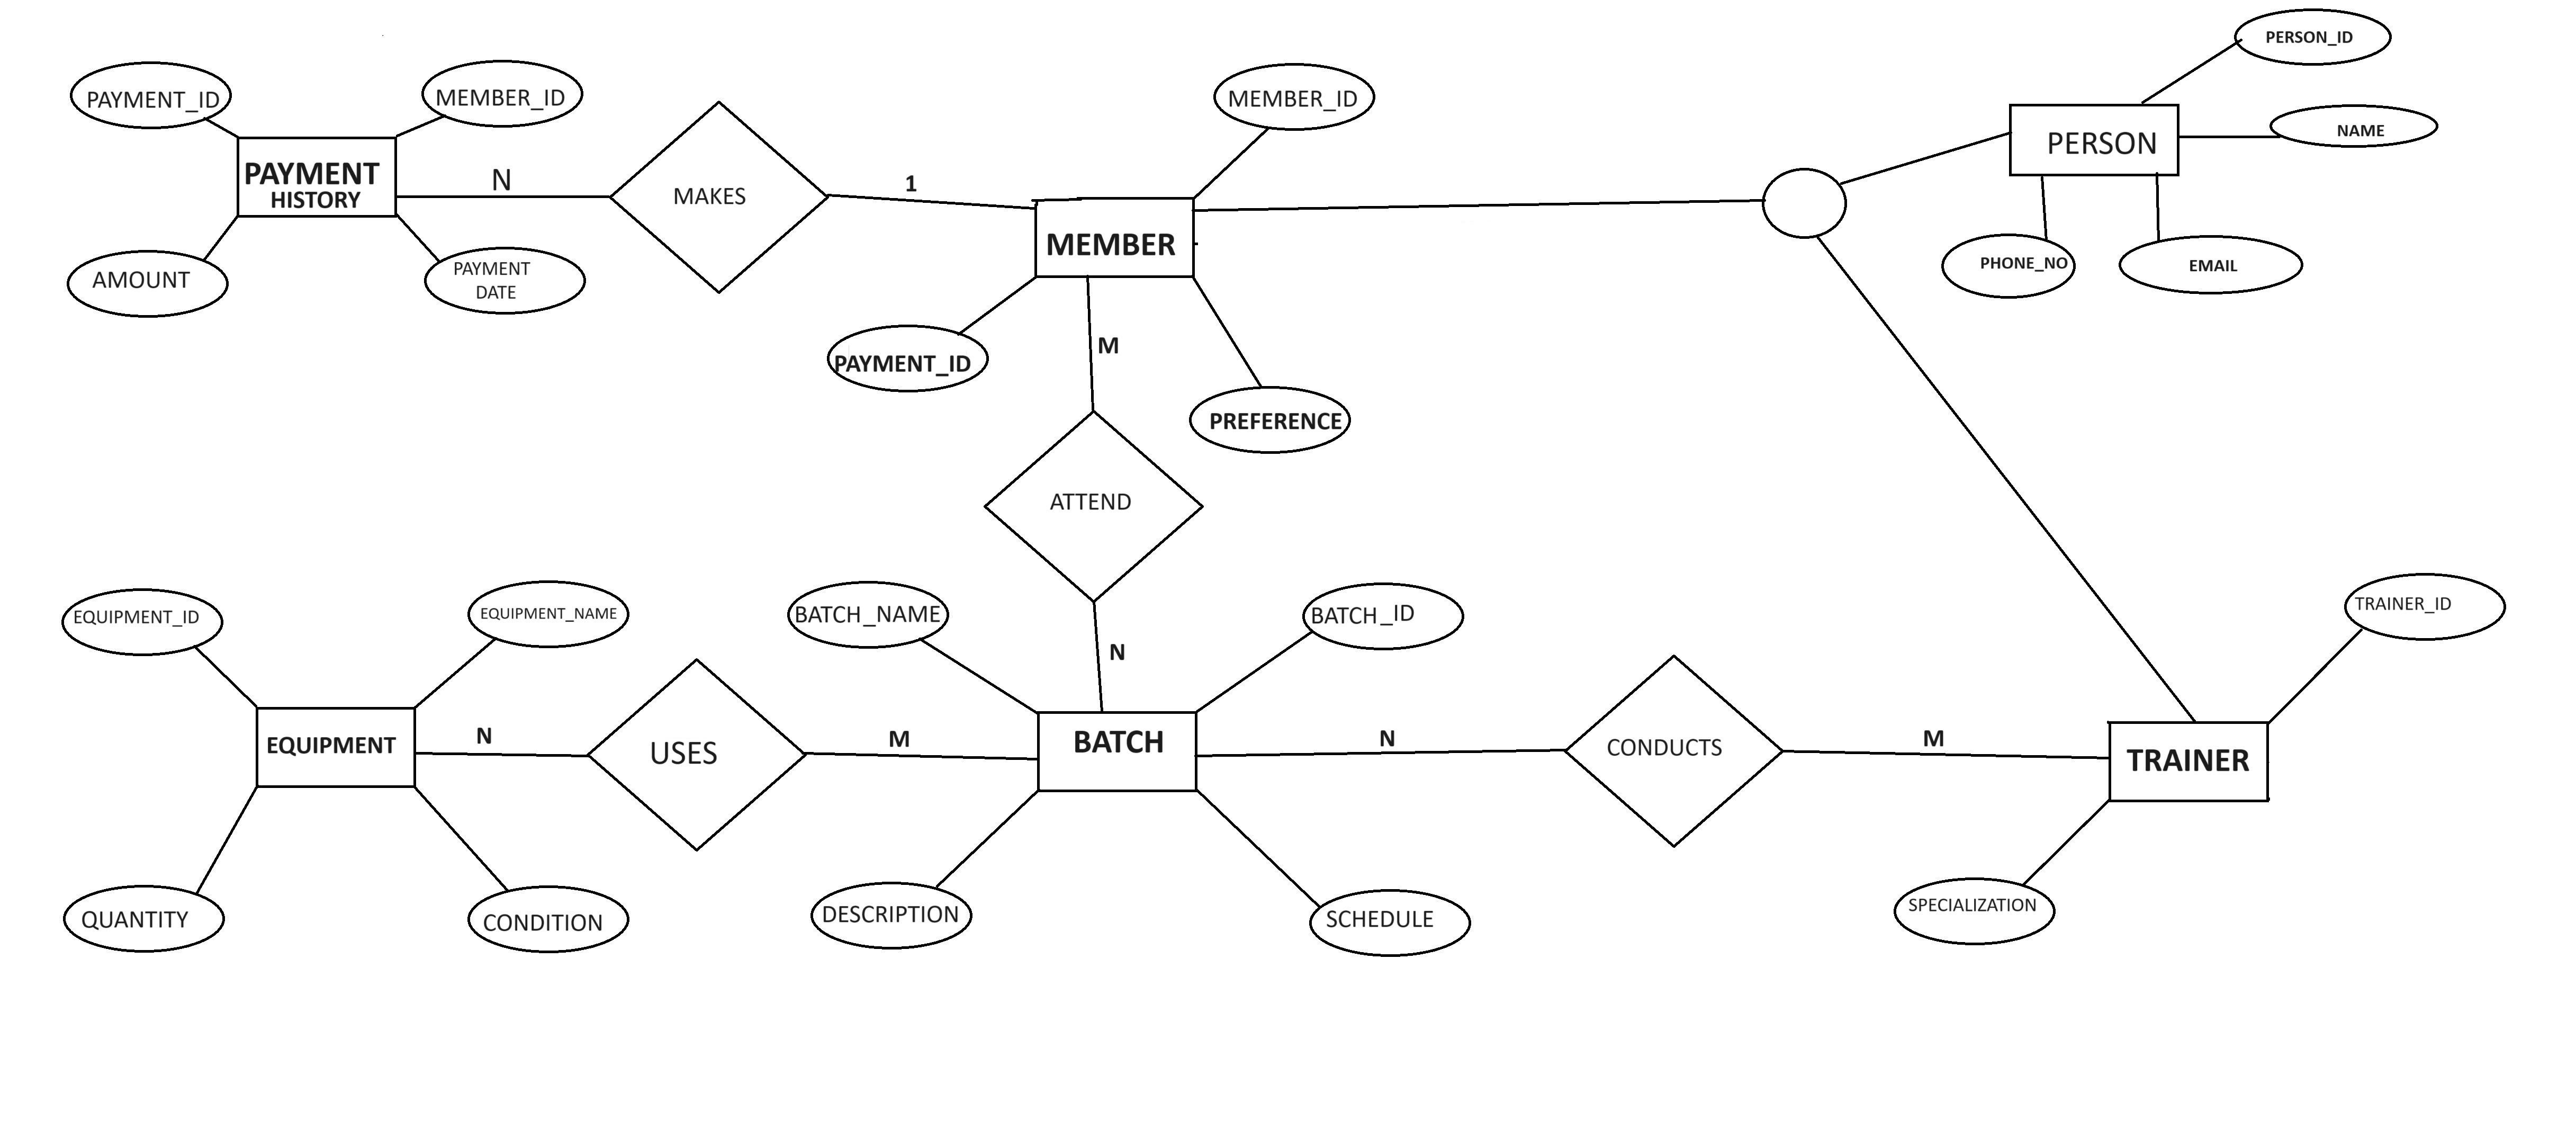 PERSON_ID
PAYMENT_ID
MEMBER_ID
MEMBER_ID
NAME
PERSON
PAYMENT
HISTORY
N
MAKES
1
MEMBER
PHONE_NO
EMAIL
AMOUNT
PAYMENT
DATE
M
PAYMENT_ID
PREFERENCE
ATTEND
EQUIPMENT_ID
EQUIPMENT_NAME
BATCH_NAME
BATCH_ID
TRAINER_ID
N
EQUIPMENT
N
USES
M
BATCH
N
CONDUCTS
M
TRAINER
QUANTITY
CONDITION
DESCRIPTION
SCHEDULE
SPECIALIZATION